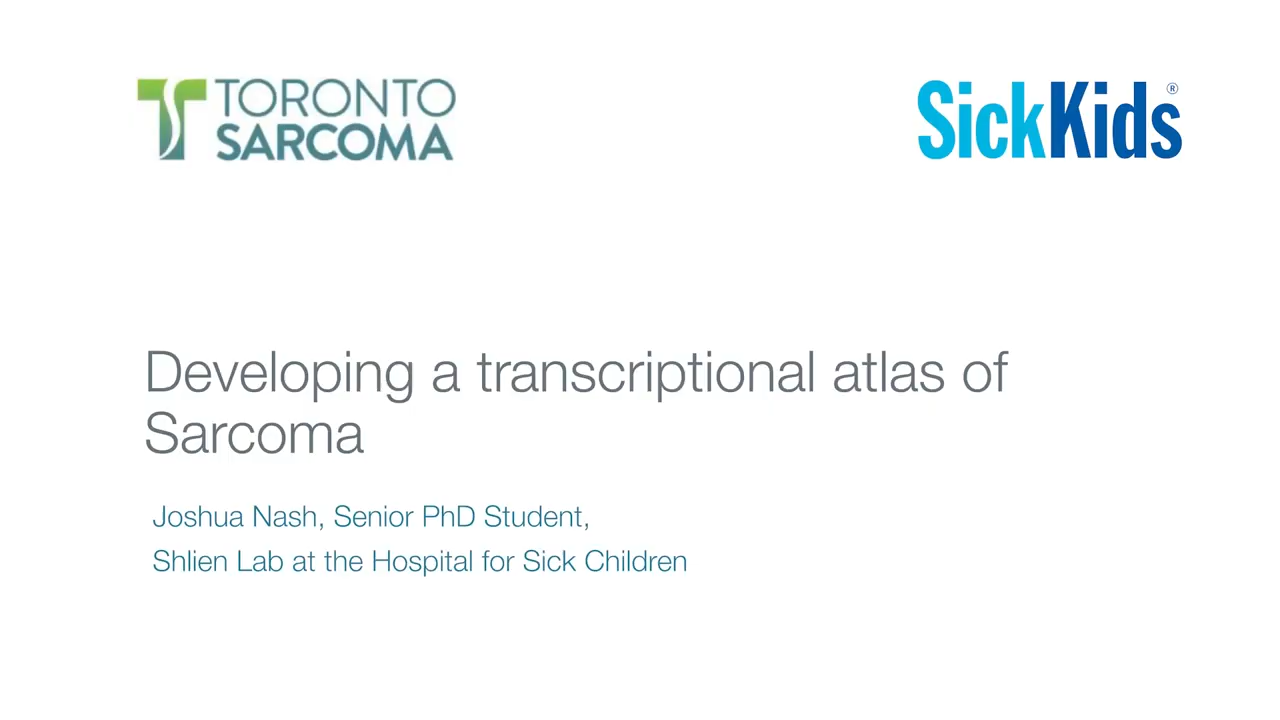 TORONTO
SARCOMA
SickKids®
Developing a transcriptional atlas of
Sarcoma
Joshua Nash, Senior PhD Student,
Shlien Lab at the Hospital for Sick Children